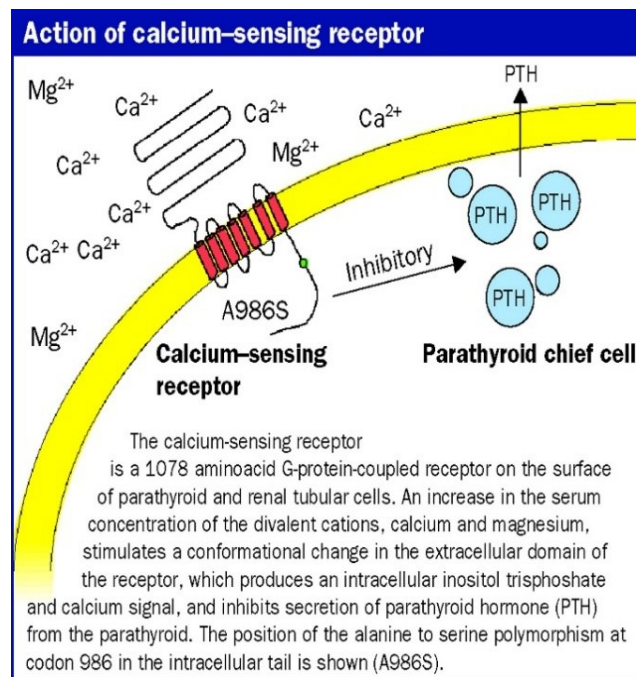 Action of calcium–sensing receptor
PTH
Mg2+
Ca2+
Ca2+
Ca2+
Ca2+
Mg2+
Ca2+
PTH
PTH
Ca2+ Ca2+
Inhibitory
PTH
A986S
Mg2+
Calcium–sensing
receptor
Parathyroid chief cell
The calcium-sensing receptor
is a 1078 aminoacid G-protein-coupled receptor on the surface
of parathyroid and renal tubular cells. An increase in the serum
concentration of the divalent cations, calcium and magnesium,
stimulates a conformational change in the extracellular domain of
the receptor, which produces an intracellular inositol trisphoshate
and calcium signal, and inhibits secretion of parathyroid hormone (PTH)
from the parathyroid. The position of the alanine to serine polymorphism at
codon 986 in the intracellular tail is shown (A986S).